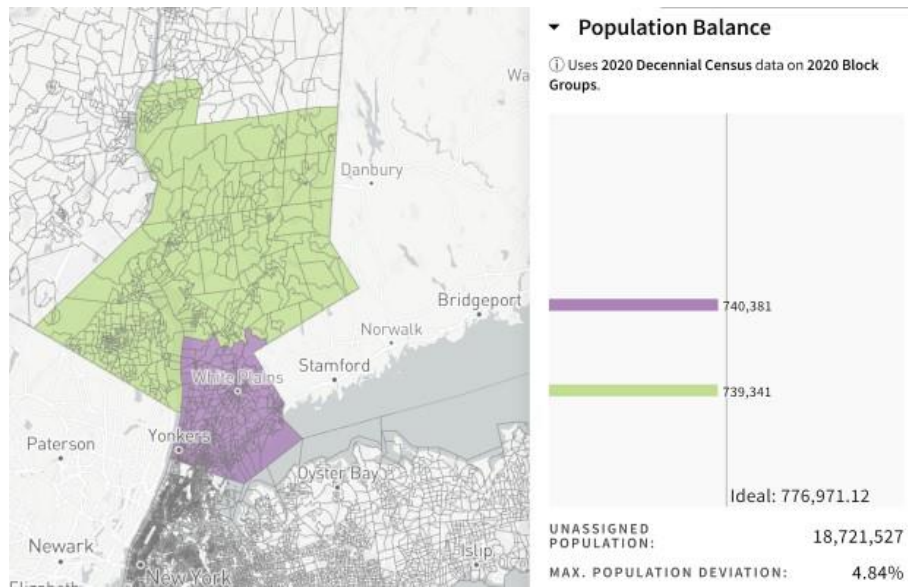 Population Balance
ⓘ Uses 2020 Decennial Census data on 2020 Block
Groups.
Danbury
Bridgeport
Norwalk
Stamford
White Plains
Paterson
Yonkers
Oyster Bay
Newark
Islip
New York
740,381
739,341
Ideal: 776,971.12
UNASSIGNED
POPULATION:
18,721,527
MAX. POPULATION DEVIATION:
4.84%